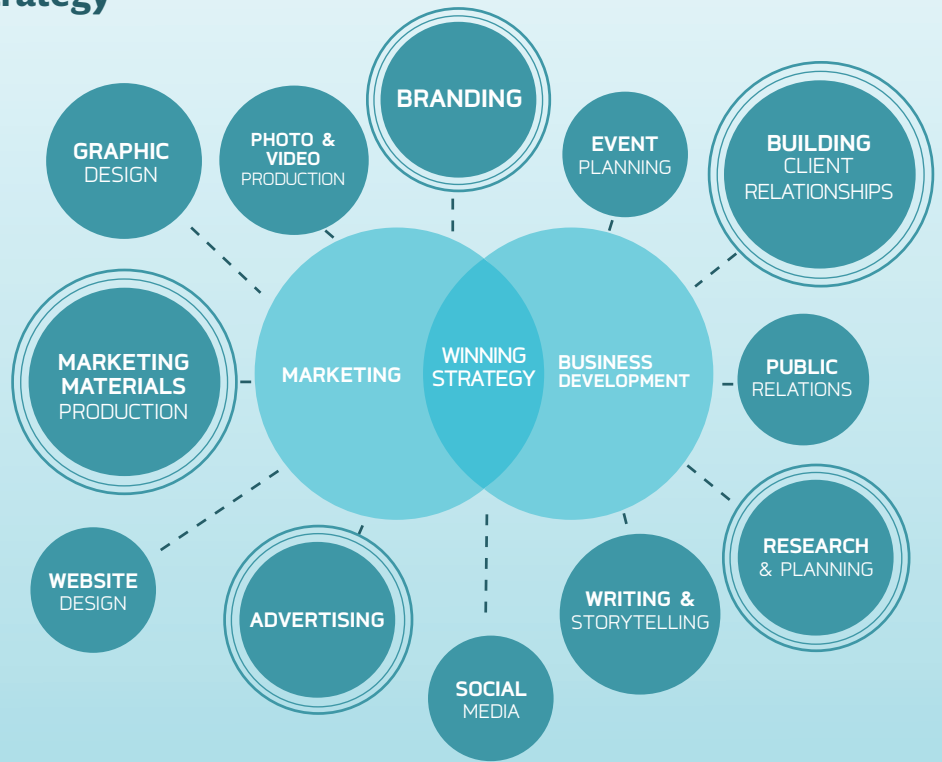 BRANDING
GRAPHIC
DESIGN
PHOTO &
VIDEO
PRODUCTION
EVENT
PLANNING
BUILDING
CLIENT
RELATIONSHIPS
MARKETING
MATERIALS
PRODUCTION
MARKETING
WINNING
STRATEGY
BUSINESS
DEVELOPMENT
PUBLIC
RELATIONS
WEBSITE
DESIGN
ADVERTISING
SOCIAL
MEDIA
WRITING &
STORYTELLING
RESEARCH
& PLANNING